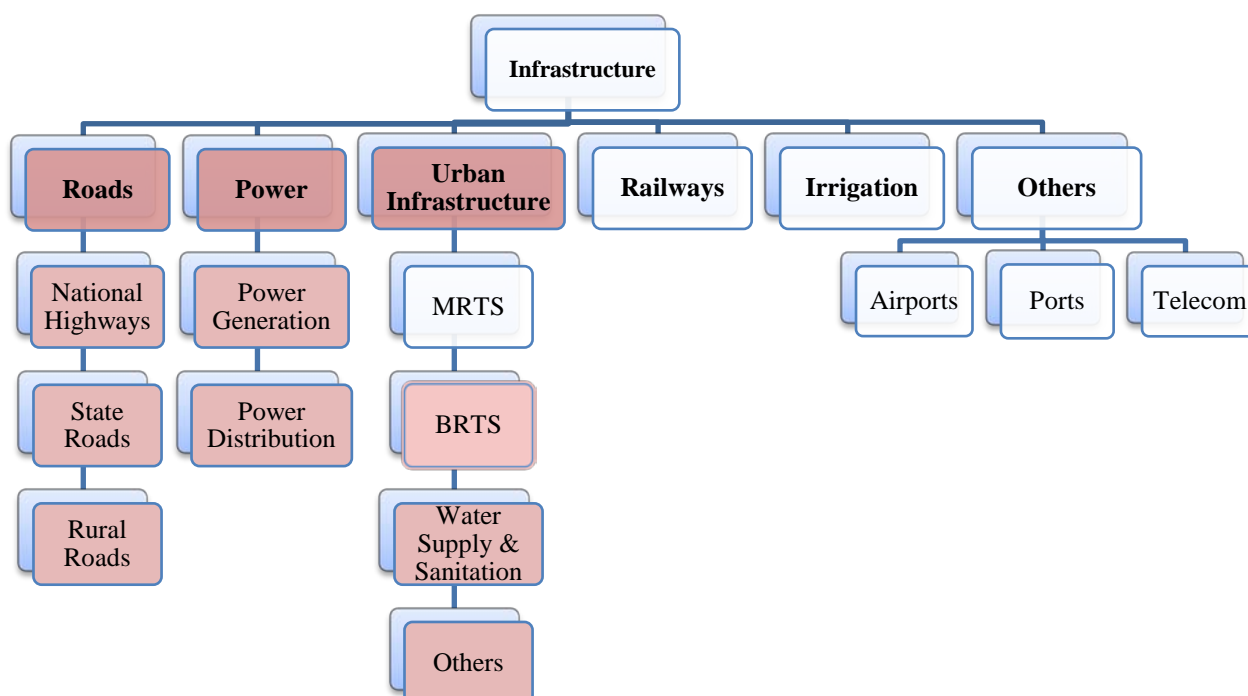 Infrastructure
Roads
Power
Urban
Infrastructure
Railways
Irrigation
Others
National
Highways
Power
Generation
MRTS
Airports
Ports
Telecom
State
Roads
Power
Distribution
BRTS
Rural
Roads
Water
Supply &
Sanitation
Others